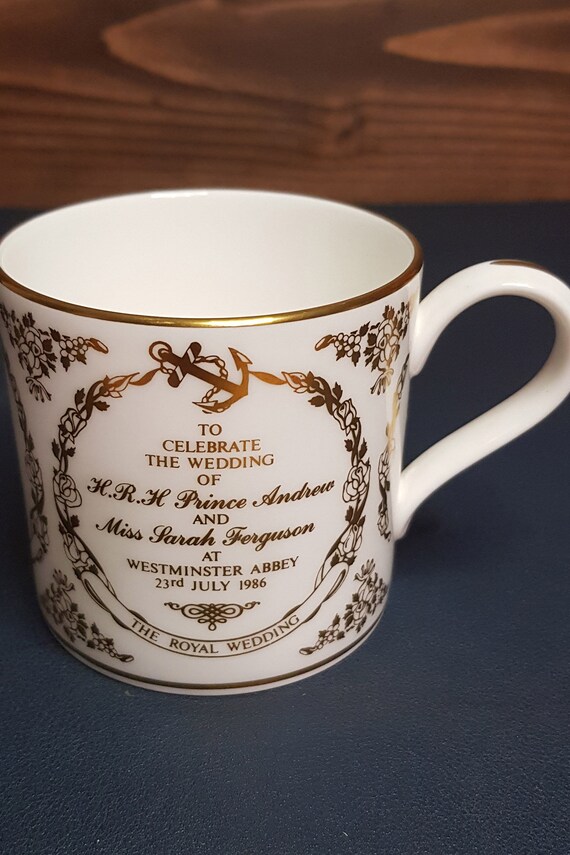 TO
CELEBRATE
THE WEDDING
OF
H.R.H Prince Andrew
AND
Miss Sarah Ferguson
AT
WESTMINSTER ABBEY
23rd JULY 1986
THE ROYAL WEDDING